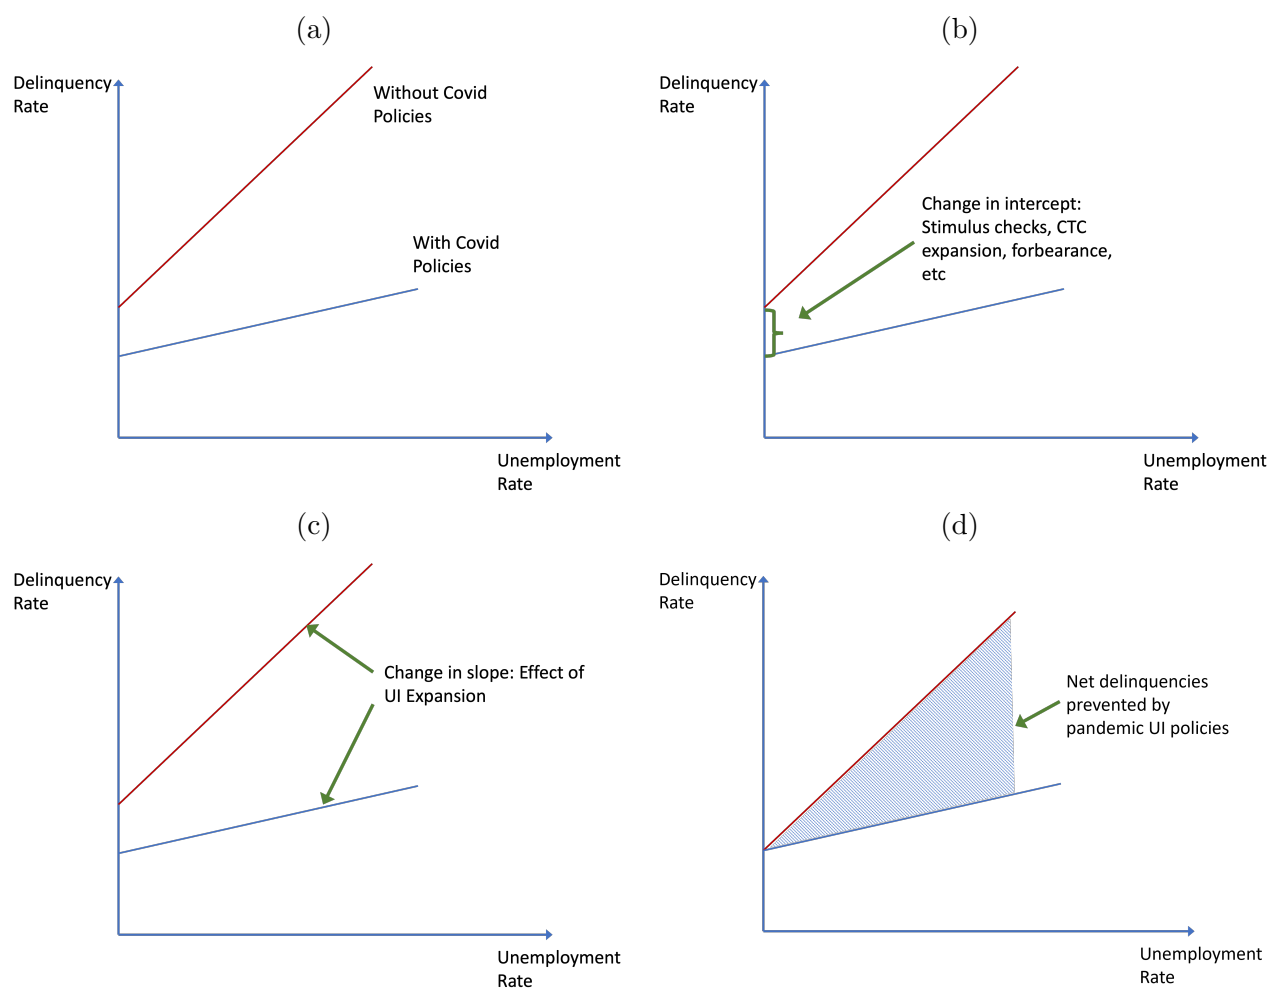 (a)
Delinquency
Rate
Without Covid
Policies
With Covid
Policies
Unemployment
Rate
(b)
Delinquency
Rate
Change in intercept:
Stimulus checks, CTC
expansion, forbearance,
etc
Unemployment
Rate
(c)
Delinquency
Rate
Change in slope: Effect of
UI Expansion
Unemployment
Rate
(d)
Delinquency
Rate
Net delinquencies
prevented by
pandemic UI policies
Unemployment
Rate